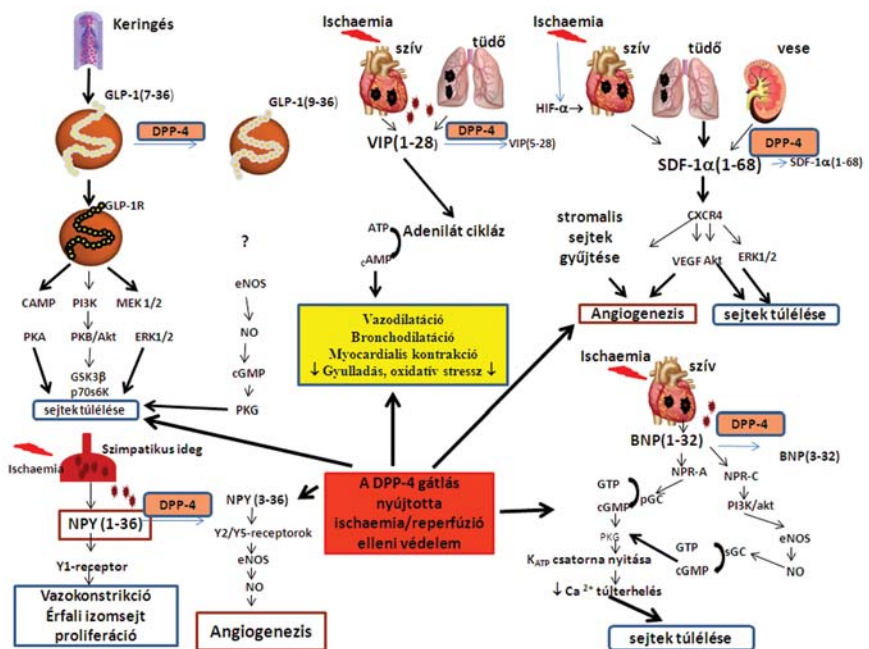 Keringés
GLP-1(7-36)
DPP-4
GLP-1(9-36)
GLP-1R
CAMP
PI3K
MEK 1/2
PKA
PKB/Akt
ERK1/2
GSK3β
p70s6K
sejtek túlélése
?
eNOS
NO
cGMP
PKG
Ischaemia
szív
tüdő
VIP(1-28)
DPP-4
VIP(5-28)
ATP
cAMP
Adenilát cikláz
Vazodilatáció
Bronchodilatáció
Myocardialis kontrakció
↓ Gyulladás, oxidatív stressz ↓
Ischaemia
szív
tüdő
vese
HIF-α→
DPP-4
SDF-1α(1-68)
SDF-1α(1-68)
CXCR4
stromalis
sejtek
gyűjtése
VEGF
Akt
ERK1/2
Angiogenezis
sejtek túlélése
Ischaemia
Szimpatikus ideg
NPY (1-36)
DPP-4
Y1-receptor
Vazokonstrikció
Érfali izomsejt
proliferáció
NPY (3-36)
Y2/Y5-receptorok
eNOS
NO
Angiogenezis
A DPP-4 gátlás
nyújtotta
ischaemia/reperfúzió
elleni védelem
Ischaemia
szív
DPP-4
BNP(1-32)
BNP(3-32)
NPR-A
NPR-C
GTP
cGMP
pGC
PI3K/akt
PKG
GTP
cGMP
sGC
eNOS
NO
KATP csatorna nyitása
↓ Ca 2+ túlterhelés
sejtek túlélése